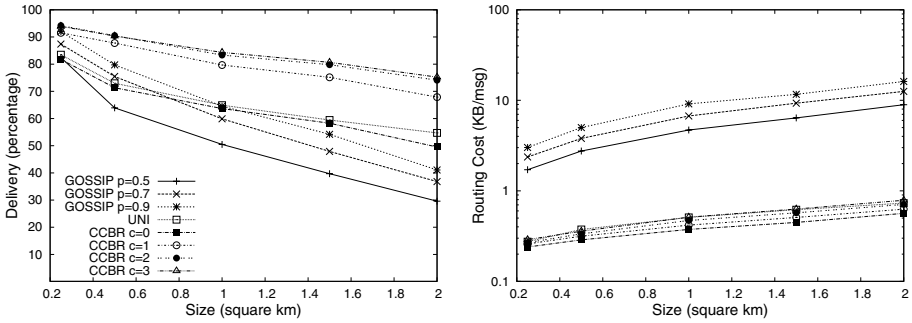 Delivery (percentage)
100
90
80
70
60
50
40
30
20
10
GOSSIP p=0.5
GOSSIP p=0.7
GOSSIP p=0.9
UNI
CCBR c=0
CCBR c=1
CCBR c=2
CCBR c=3
0.2 0.4 0.6 0.8 1 1.2 1.4 1.6 1.8 2
Size (square km)
Routing Cost (KB/msg)
100
10
1
0.1
0.2 0.4 0.6 0.8 1 1.2 1.4 1.6 1.8 2
Size (square km)